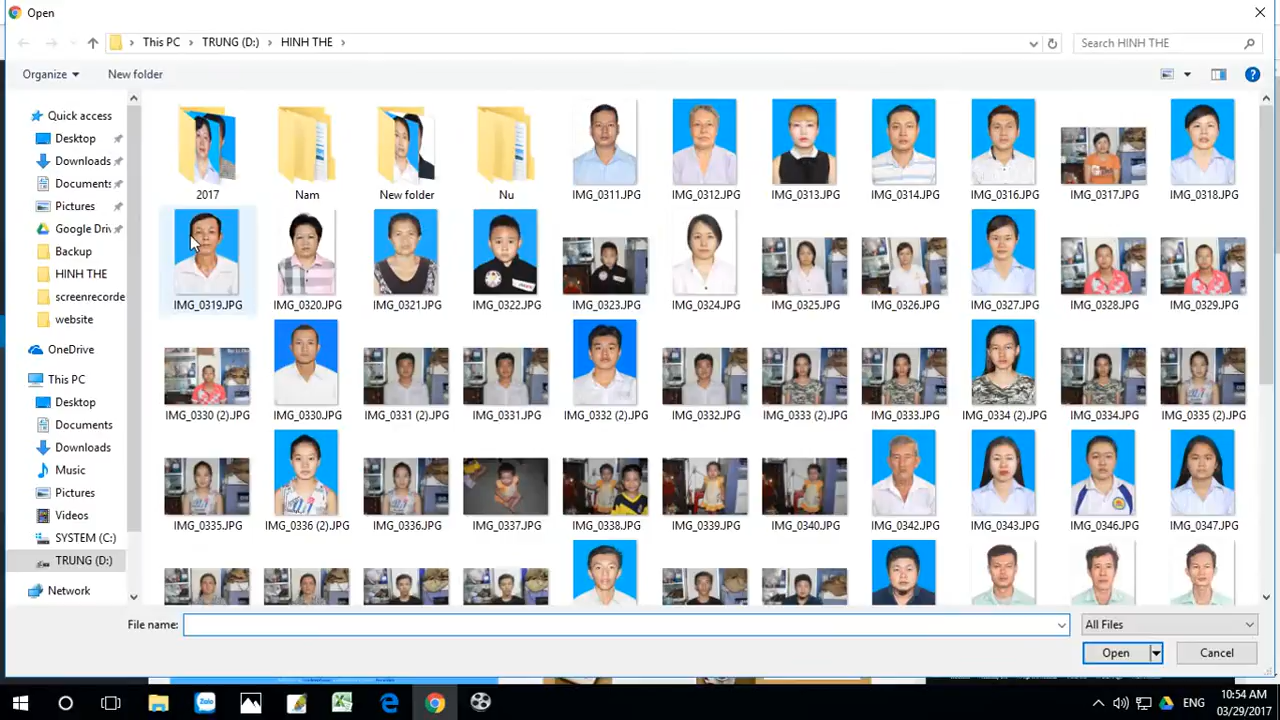 Open
This PC > TRUNG (D:) > HINH THE >
Search HINH THE
Organize
New folder
Quick access
Desktop
Downloads
Documents
Pictures
Google Driv
Backup
HINH THE
screenrecorde
website
OneDrive
This PC
Desktop
Documents
Downloads
Music
Pictures
Videos
SYSTEM (C:)
TRUNG (D:)
Network
2017 Nam New folder Nu IMG_0311.JPG IMG_0312.JPG IMG_0313.JPG IMG_0314.JPG IMG_0316.JPG IMG_0317.JPG IMG_0318.JPG
IMG_0319.JPG IMG_0320.JPG IMG_0321.JPG IMG_0322.JPG IMG_0323.JPG IMG_0324.JPG IMG_0325.JPG IMG_0326.JPG IMG_0327.JPG IMG_0328.JPG IMG_0329.JPG
IMG_0330 (2).JPG IMG_0330.JPG IMG_0331 (2).JPG IMG_0331.JPG IMG_0332 (2).JPG IMG_0332.JPG IMG_0333 (2).JPG IMG_0333.JPG IMG_0334 (2).JPG IMG_0334.JPG IMG_0335 (2).JPG
IMG_0335.JPG IMG_0336 (2).JPG IMG_0336.JPG IMG_0337.JPG IMG_0338.JPG IMG_0339.JPG IMG_0340.JPG IMG_0342.JPG IMG_0343.JPG IMG_0346.JPG IMG_0347.JPG
File name:
All Files
Open
Cancel
Zalo
ENG
10:54 AM
03/29/2017